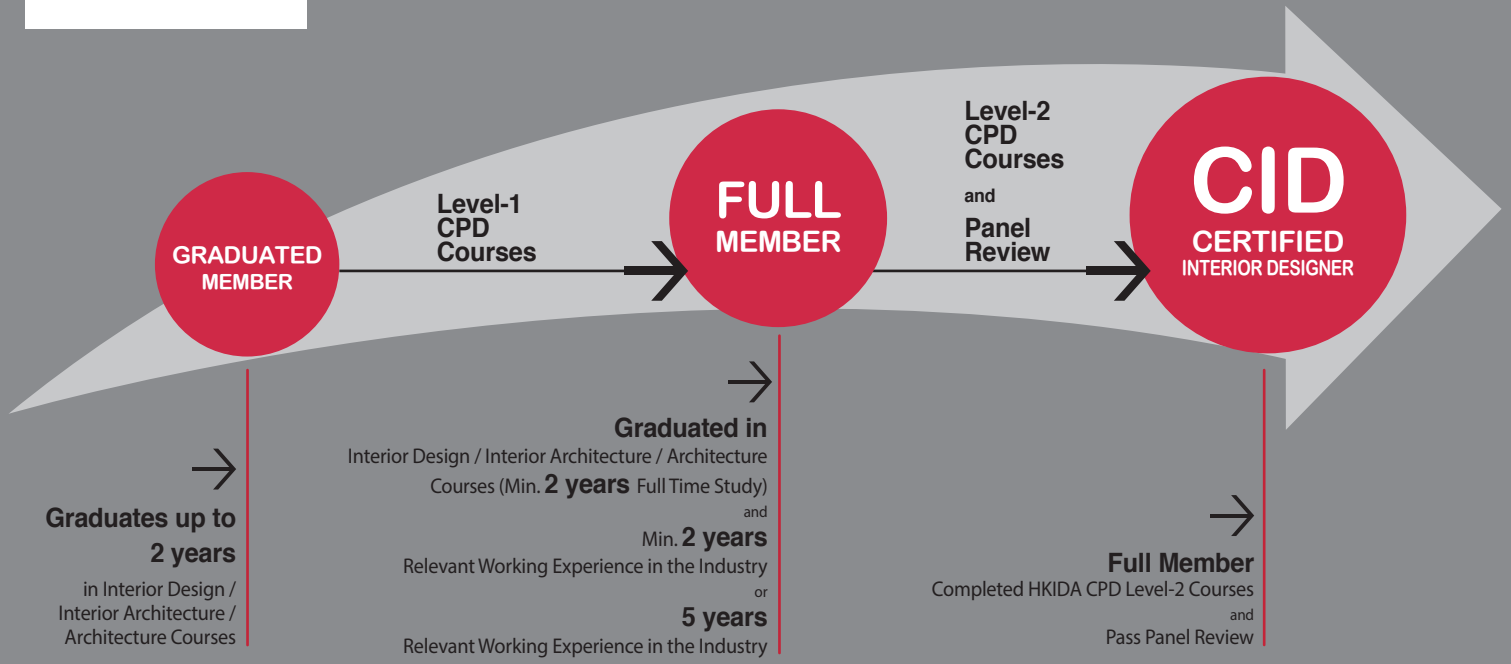 GRADUATED
MEMBER
Level-1
CPD
Courses
FULL
MEMBER
Level-2
CPD
Courses
and
Panel
Review
CID
CERTIFIED
INTERIOR DESIGNER
Graduates up to
2 years
in Interior Design /
Interior Architecture /
Architecture Courses
Graduated in
Interior Design / Interior Architecture / Architecture
Courses (Min. 2 years Full Time Study)
and
Min. 2 years
Relevant Working Experience in the Industry
or
5 years
Relevant Working Experience in the Industry
Full Member
Completed HKIDA CPD Level-2 Courses
and
Pass Panel Review